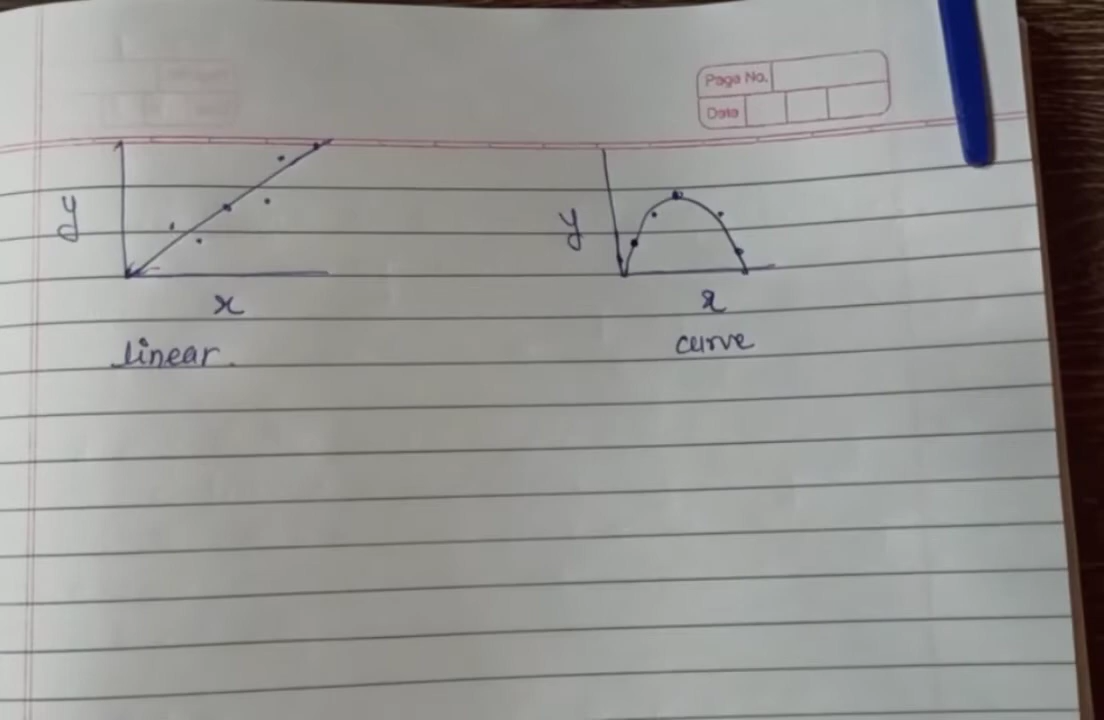 Page No.
Date
y
y
x
x
linear.
curve